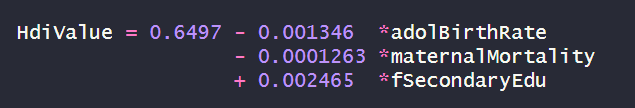 HdiValue = 0.6497 - 0.001346 *adolBirthRate
- 0.0001263 *maternalMortality
+ 0.002465 *fSecondaryEdu